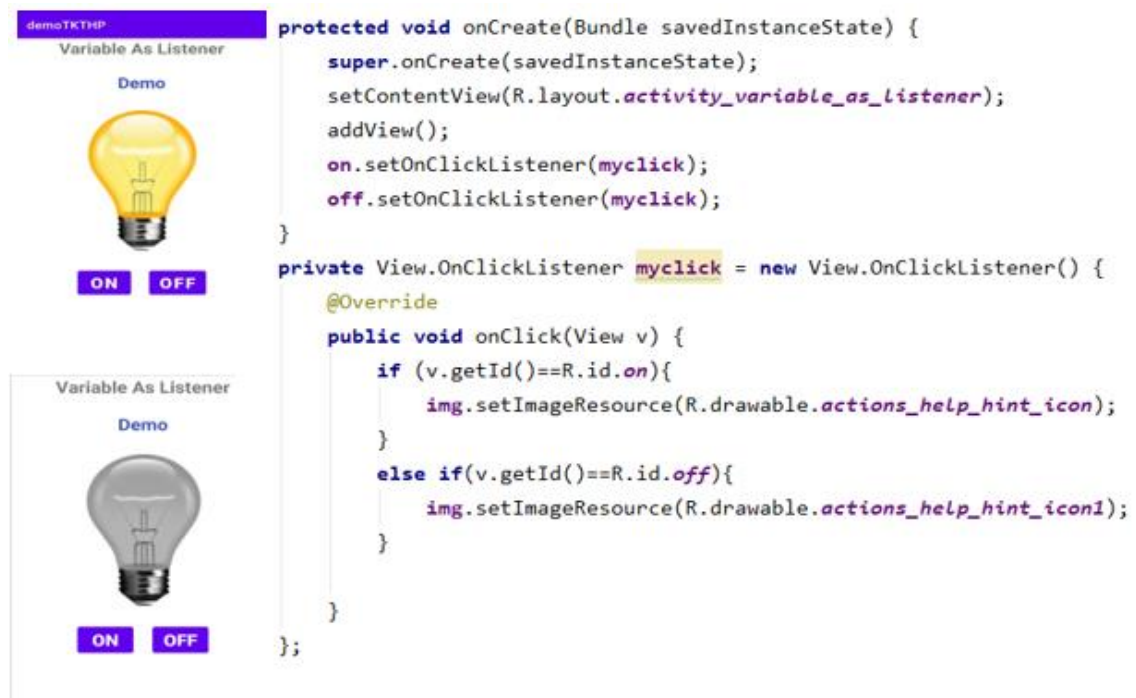 demoTKTHP
Variable As Listener
Demo
ON OFF
Variable As Listener
Demo
ON OFF
protected void onCreate(Bundle savedInstanceState) {
super.onCreate(savedInstanceState);
setContentView(R.layout.activity_variable_as_listener);
addView();
on.setOnClickListener(myclick);
off.setOnClickListener(myclick);
}
private View.OnClickListener myclick = new View.OnClickListener() {
@Override
public void onClick(View v) {
if (v.getId()==R.id.on){
img.setImageResource(R.drawable.actions_help_hint_icon);
}
else if(v.getId()==R.id.off){
img.setImageResource(R.drawable.actions_help_hint_icon1);
}
}
};